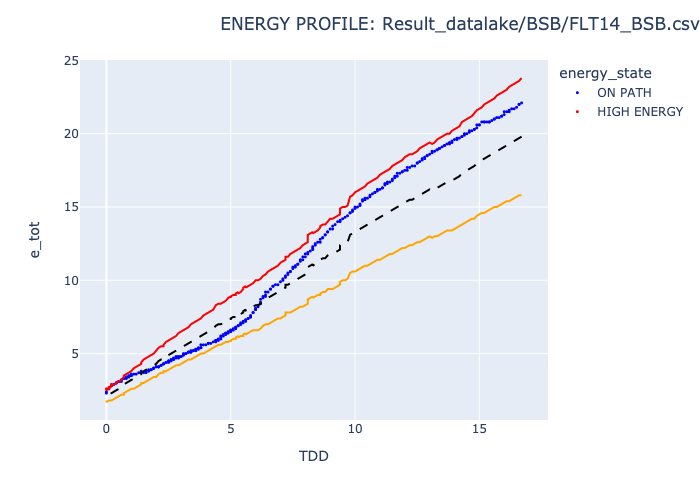 ENERGY PROFILE: Result_datalake/BSB/FLT14_BSB.csv
energy_state
ON PATH
HIGH ENERGY
e_tot
25
20
15
10
5
0
5
10
15
TDD